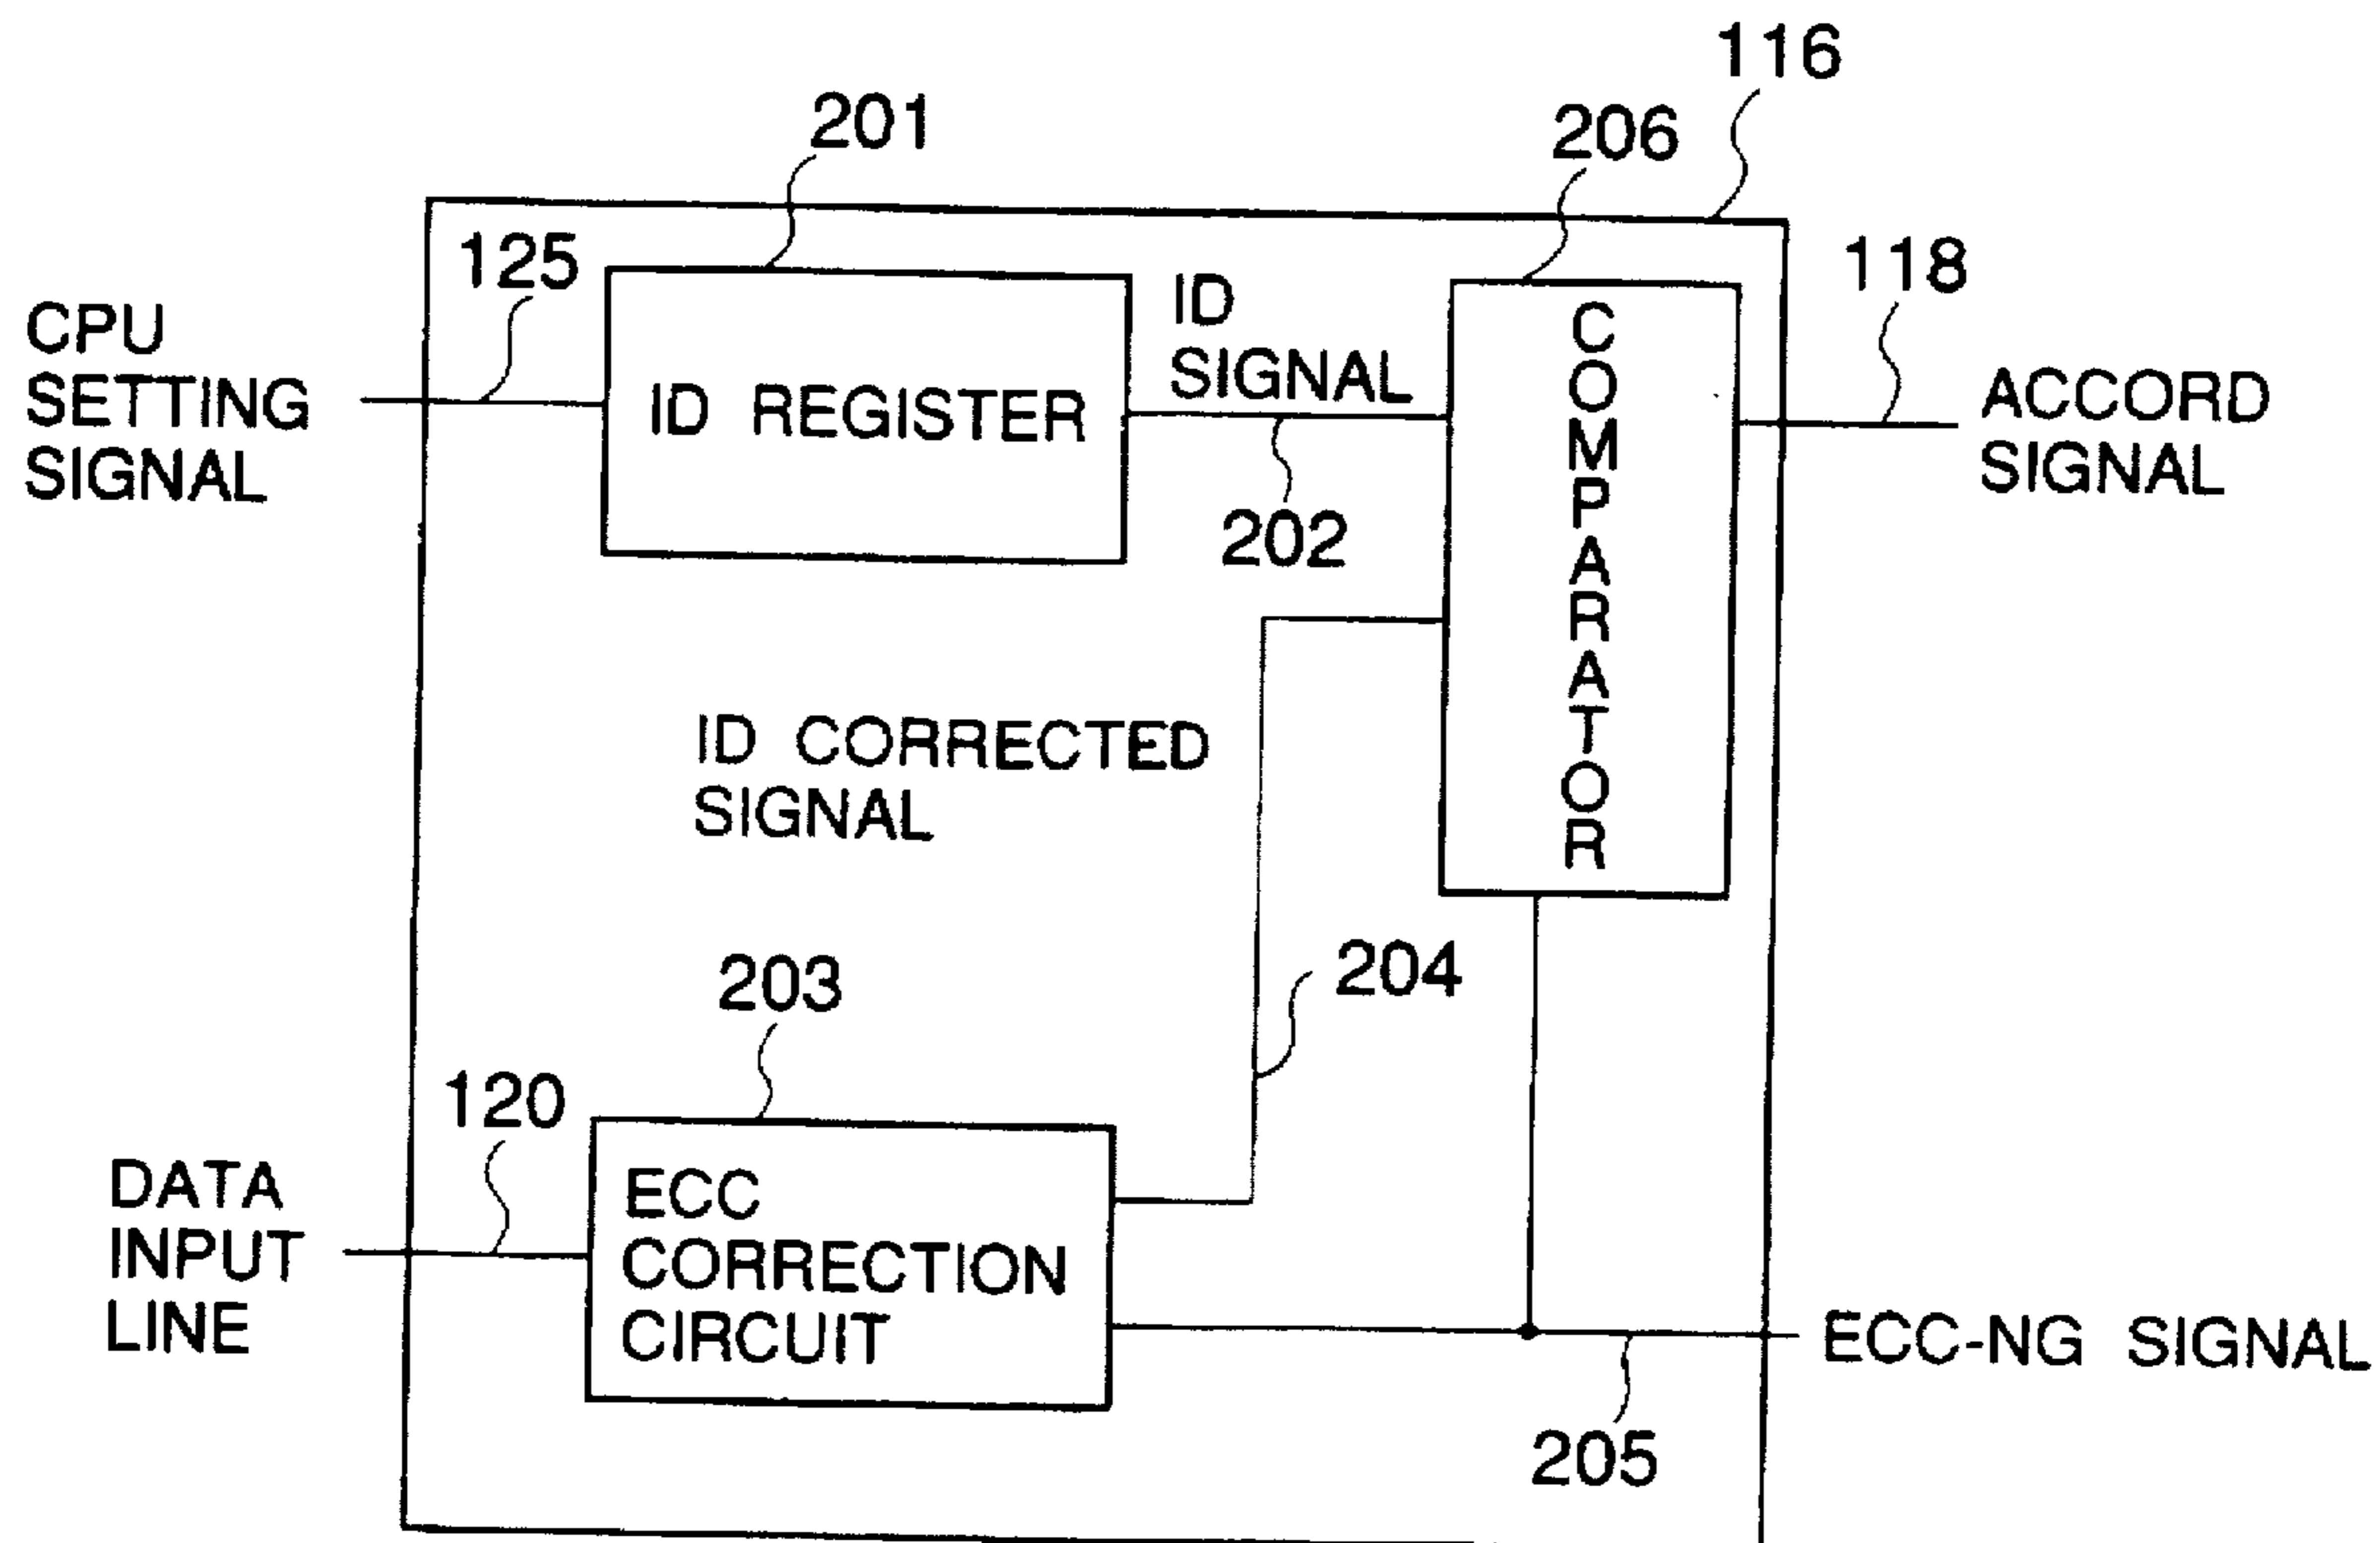 116
201
206
125
118
CPU
SETTING
SIGNAL
ID REGISTER
ID
SIGNAL
202
COMPARATOR
ACCORD
SIGNAL
ID CORRECTED
SIGNAL
203
204
120
DATA
INPUT
LINE
ECC
CORRECTION
CIRCUIT
ECC-NG SIGNAL
205